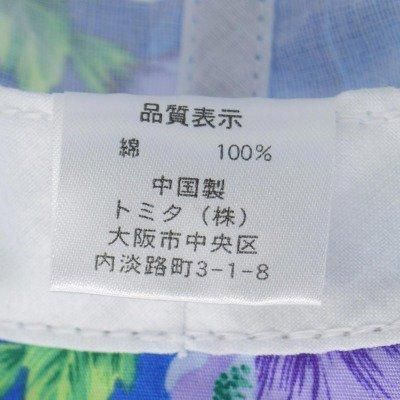 品質表示
綿 100%
中国製
トミタ(株)
大阪市中央区
内淡路町3-1-8